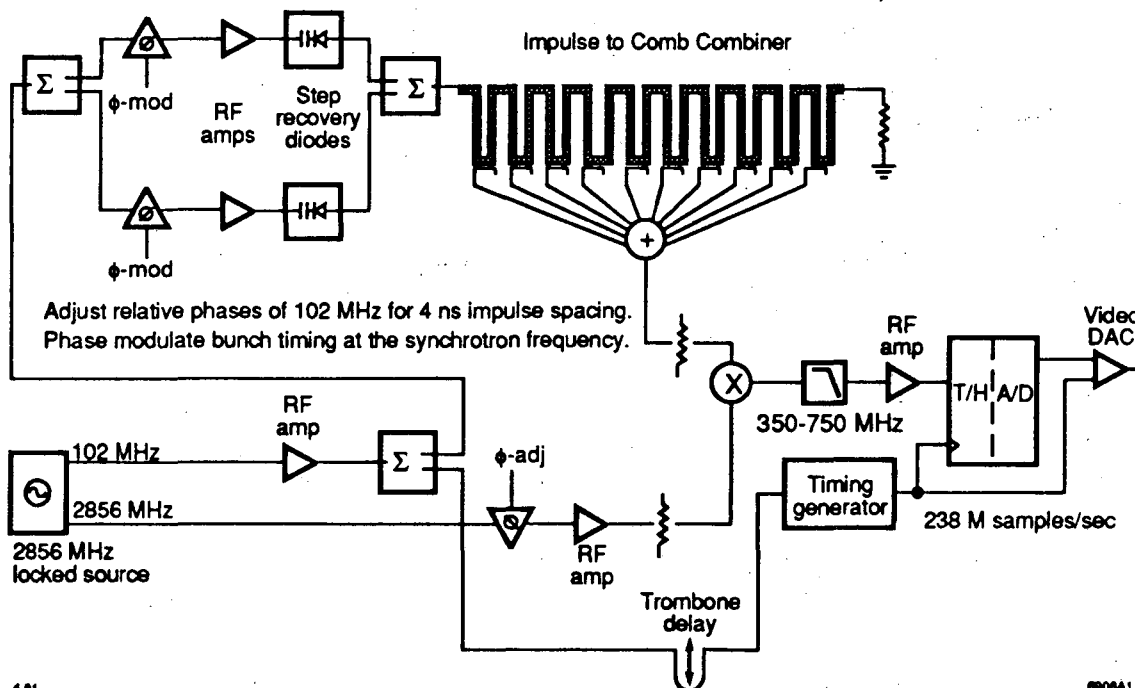 Impulse to Comb Combiner
Σ
φ-mod
RF
amps
Step
recovery
diodes
Σ
φ-mod
+
Adjust relative phases of 102 MHz for 4 ns impulse spacing.
Phase modulate bunch timing at the synchrotron frequency.
RF
amp
Video
DAC
X
T/H A/D
350-750 MHz
RF
amp
102 MHz
Σ
φ-adj
2856 MHz
RF
amp
Timing
generator
238 M samples/sec
2856 MHz
locked source
Trombone
delay